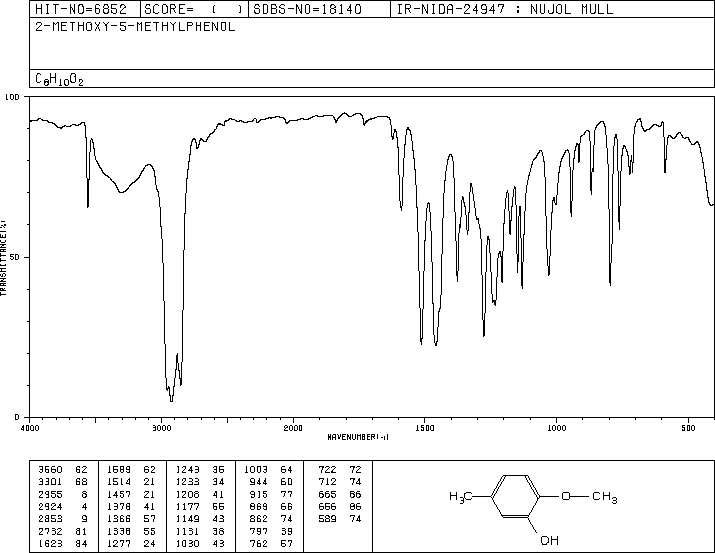 HIT-NO=6852 SCORE= ( ) SDBS-NO=18140 IR-NIDA-24947 : NUJOL MULL
2-METHOXY-5-METHYLPHENOL
C8H10O2
100
50
0
TRANSMITTANCE(%)
4000 3000 2000 1500 1000 500
WAVENUMBER(-1)
3560 62 1589 62 1243 35 1003 64 722 72
3301 68 1514 21 1233 34 944 60 712 74
2955 8 1457 21 1208 41 915 77 665 86
2924 4 1378 41 1177 55 869 66 656 86
2853 9 1366 57 1149 43 862 74 589 74
2732 81 1338 55 1131 38 797 39
1623 84 1277 24 1030 43 762 57
H3C O CH3
OH